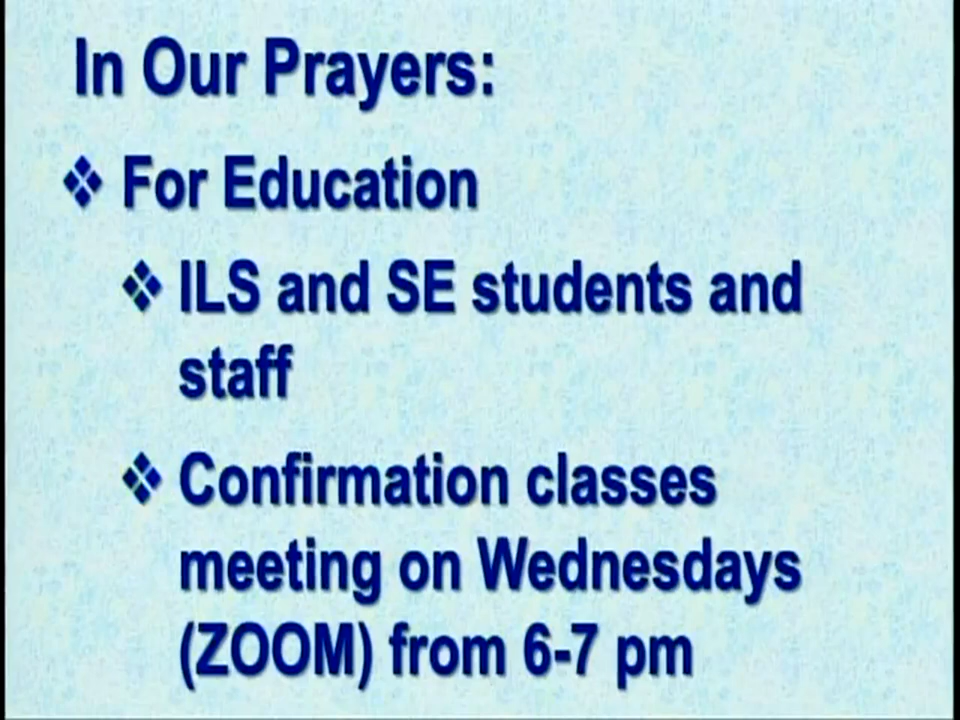 In Our Prayers:
❖ For Education
❖ ILS and SE students and
staff
❖ Confirmation classes
meeting on Wednesdays
(ZOOM) from 6-7 pm